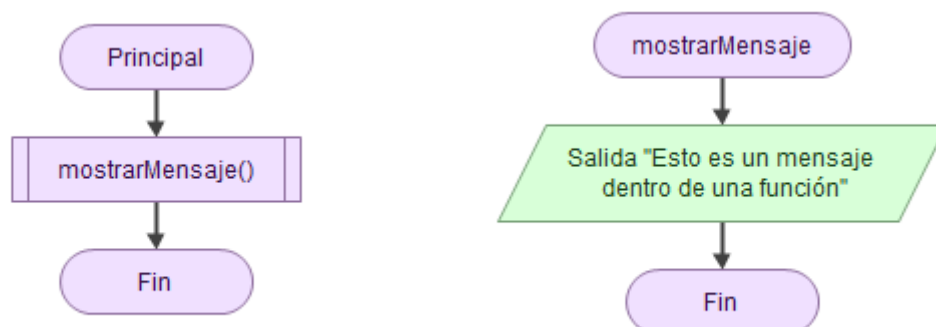 Principal
mostrarMensaje()
Fin
mostrarMensaje
Salida "Esto es un mensaje
dentro de una función"
Fin